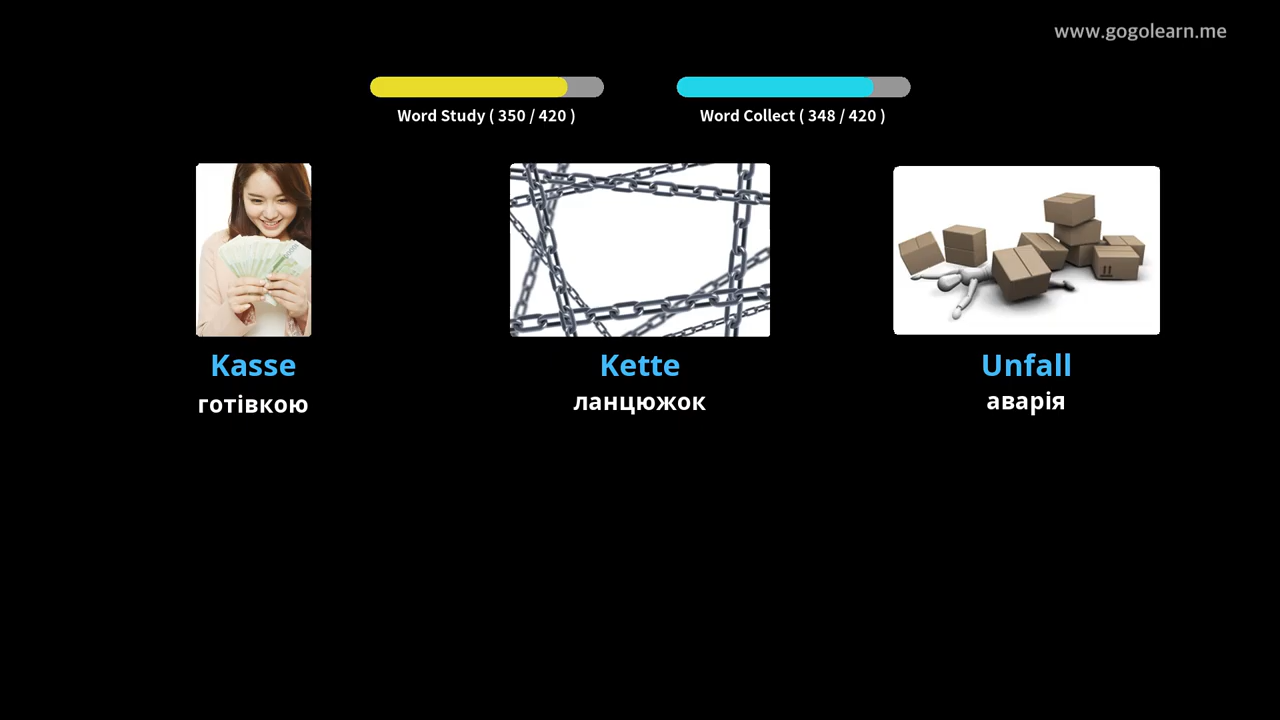 www.gogolearn.me
Word Study ( 350 / 420 )
Word Collect ( 348 / 420 )
Kasse
готівкою
Kette
ланцюжок
Unfall
аварія